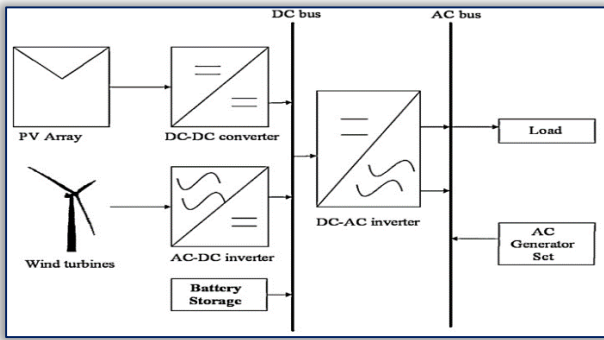 DC bus
AC bus
PV Array
DC-DC converter
Load
DC-AC inverter
Wind turbines
AC-DC inverter
AC
Generator
Set
Battery
Storage